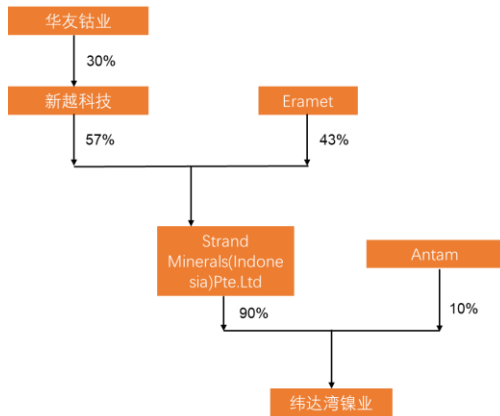 华友钴业
30%
新越科技
Eramet
57%
43%
Strand
Minerals(Indone
sia)Pte.Ltd
Antam
90%
10%
纬达湾镍业